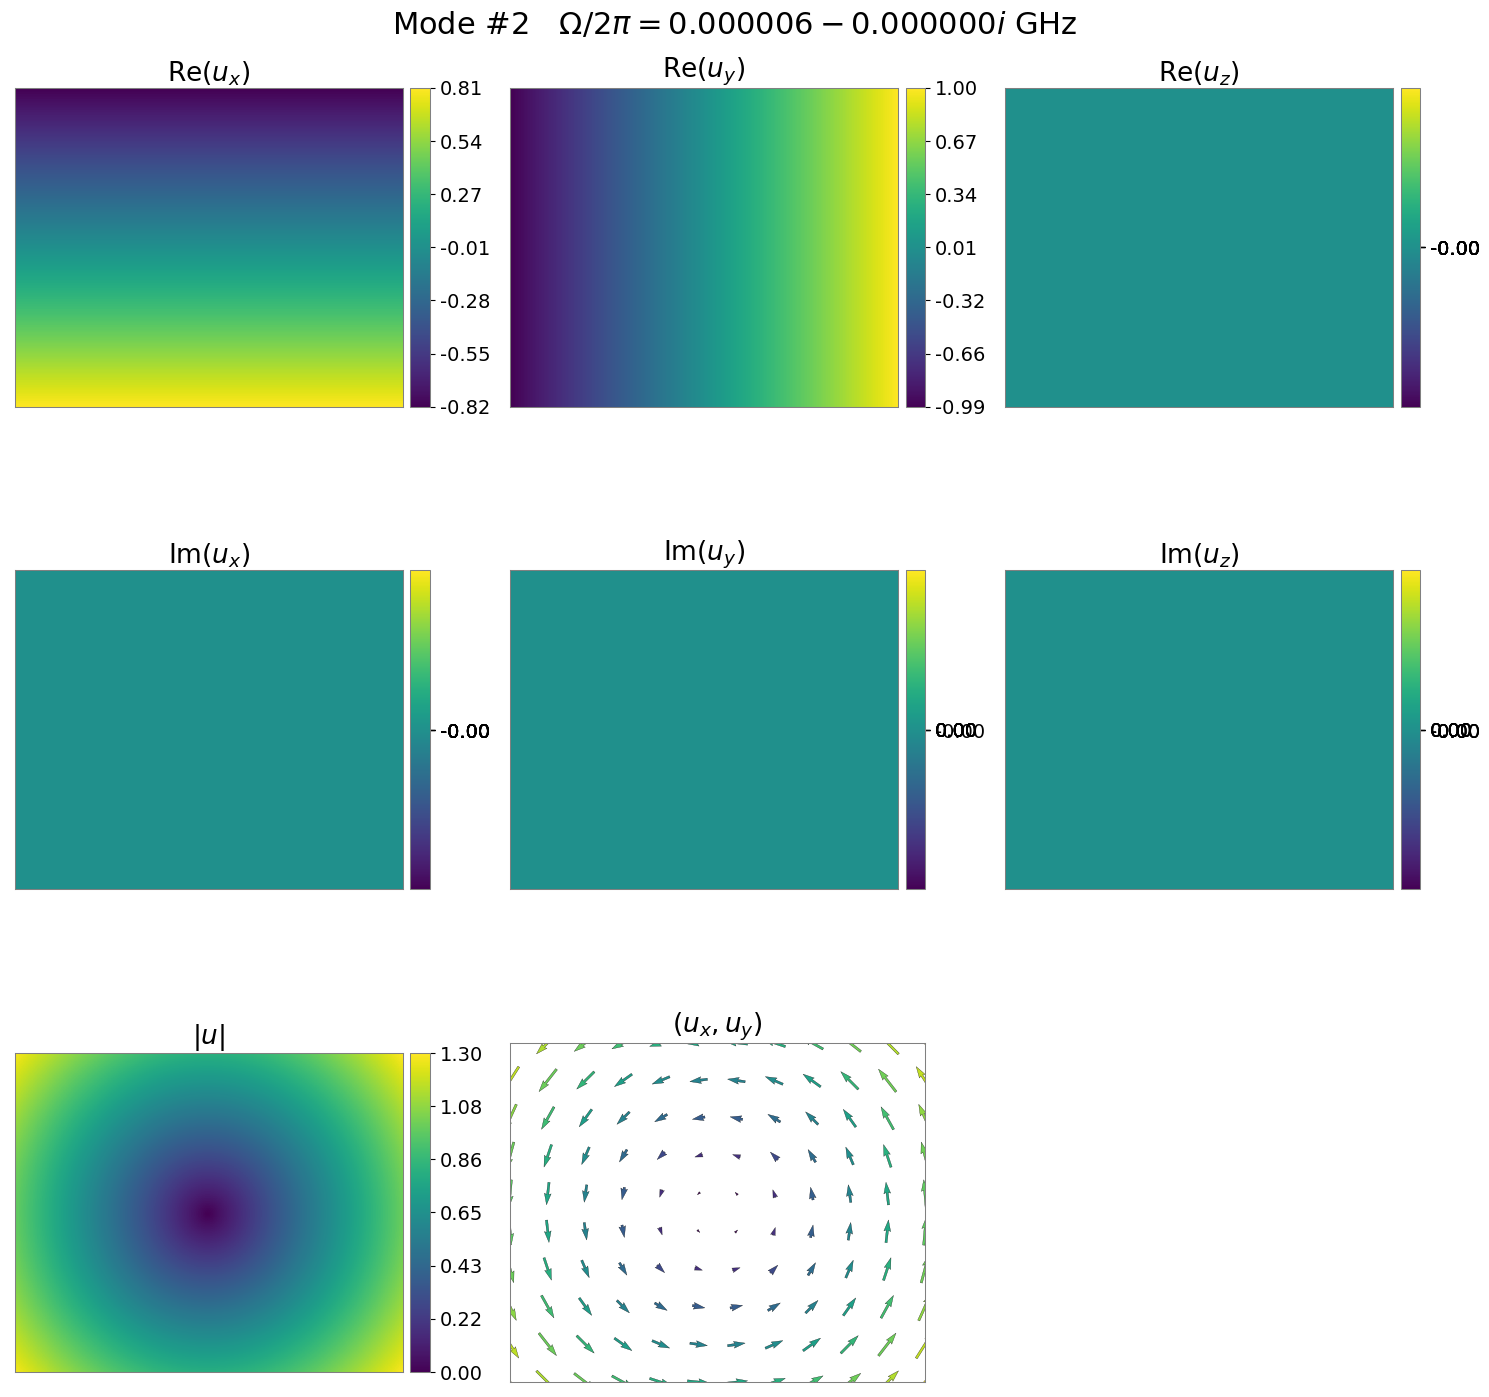 Mode #2   Ω/2π = 0.000006 − 0.000000i GHz
Re(u_x)
Re(u_y)
Re(u_z)
0.81
0.54
0.27
-0.01
-0.28
-0.55
-0.82
1.00
0.67
0.34
0.01
-0.32
-0.66
-0.99
-0.00
Im(u_x)
Im(u_y)
Im(u_z)
-0.00
|u|
(u_x, u_y)
1.30
1.08
0.86
0.65
0.43
0.22
0.00